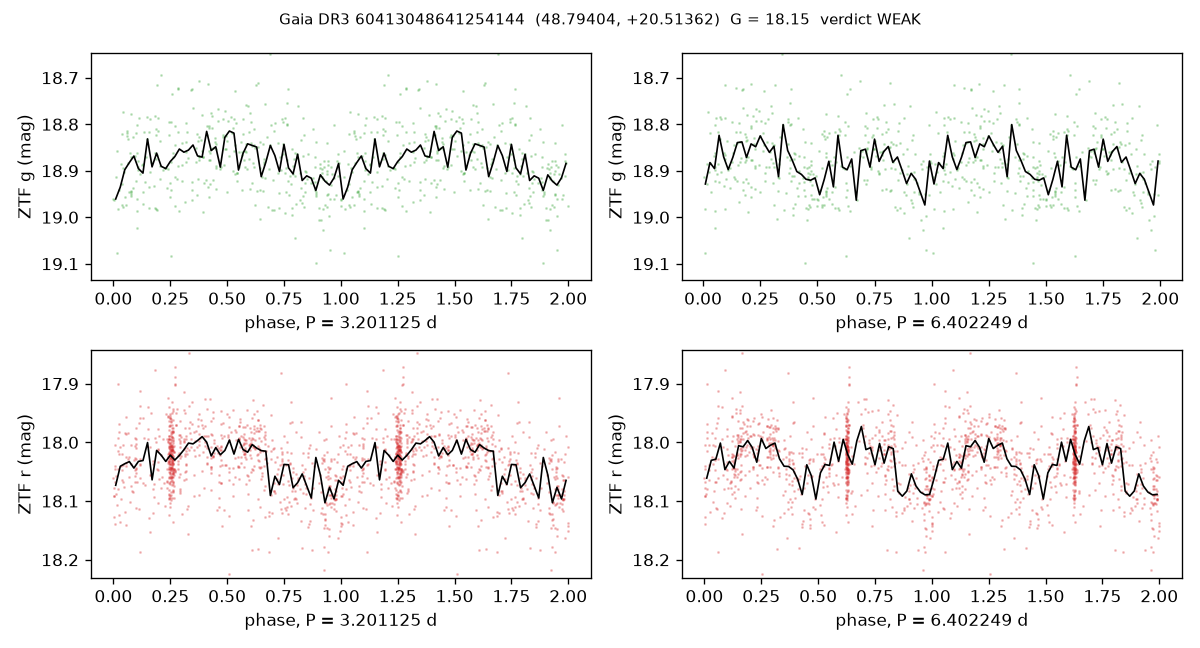 Gaia DR3 60413048641254144 (48.79404, +20.51362) G = 18.15 verdict WEAK
ZTF g (mag)
18.7
18.8
18.9
19.0
19.1
0.00 0.25 0.50 0.75 1.00 1.25 1.50 1.75 2.00
phase, P = 3.201125 d
ZTF g (mag)
18.7
18.8
18.9
19.0
19.1
0.00 0.25 0.50 0.75 1.00 1.25 1.50 1.75 2.00
phase, P = 6.402249 d
ZTF r (mag)
17.9
18.0
18.1
18.2
0.00 0.25 0.50 0.75 1.00 1.25 1.50 1.75 2.00
phase, P = 3.201125 d
ZTF r (mag)
17.9
18.0
18.1
18.2
0.00 0.25 0.50 0.75 1.00 1.25 1.50 1.75 2.00
phase, P = 6.402249 d